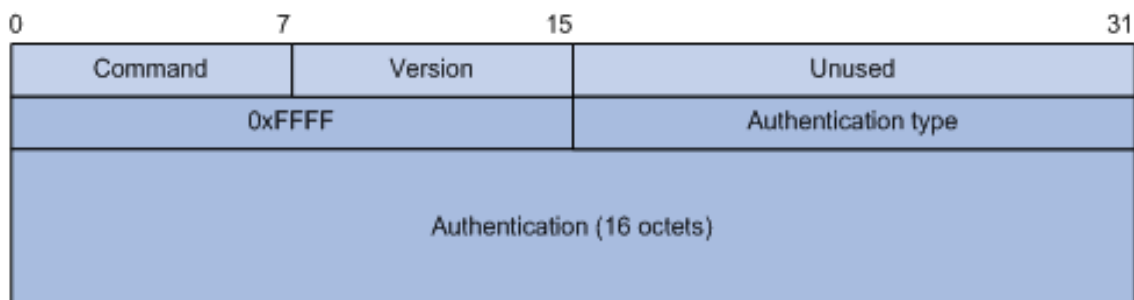 0 7 15 31
Command Version Unused
0xFFFF Authentication type
Authentication (16 octets)